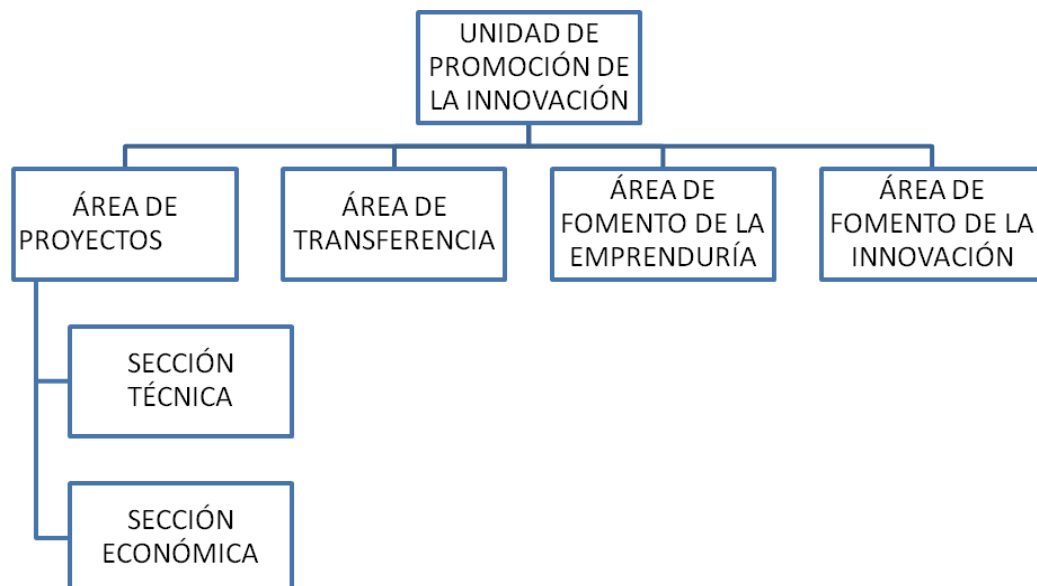 UNIDAD DE
PROMOCIÓN DE
LA INNOVACIÓN
ÁREA DE
PROYECTOS
ÁREA DE
TRANSFERENCIA
ÁREA DE
FOMENTO DE LA
EMPRENDURÍA
ÁREA DE
FOMENTO DE LA
INNOVACIÓN
SECCIÓN
TÉCNICA
SECCIÓN
ECONÓMICA